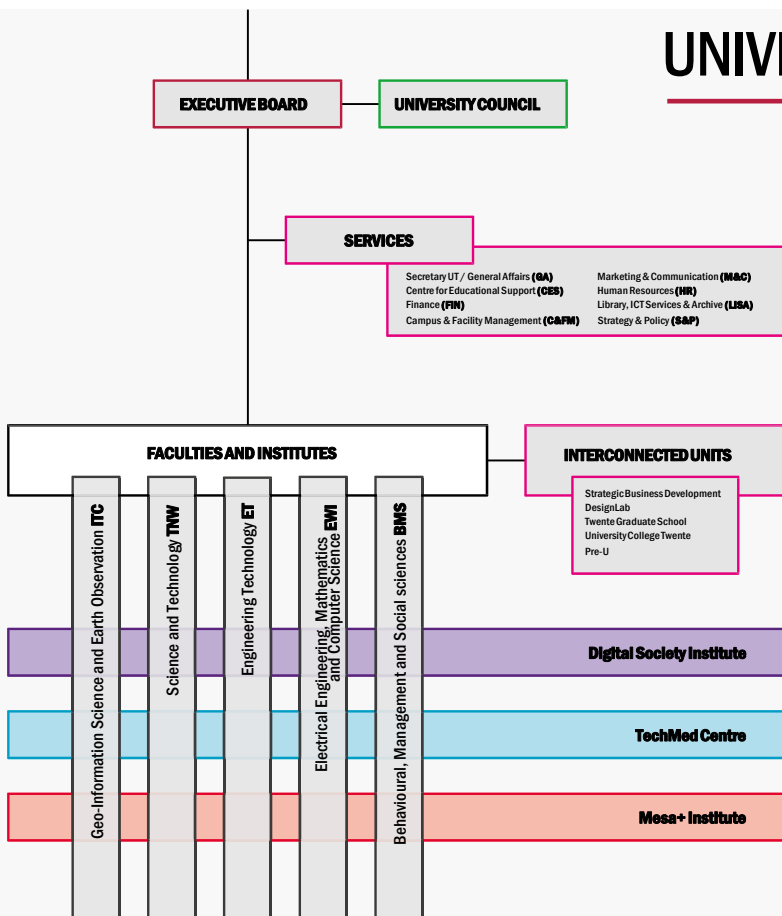 UNIVE
EXECUTIVE BOARD
UNIVERSITY COUNCIL
SERVICES
Secretary UT / General Affairs (GA)
Centre for Educational Support (CES)
Finance (FIN)
Campus & Facility Management (C&FM)
Marketing & Communication (M&C)
Human Resources (HR)
Library, ICT Services & Archive (LISA)
Strategy & Policy (S&P)
FACULTIES AND INSTITUTES
INTERCONNECTED UNITS
Strategic Business Development
DesignLab
Twente Graduate School
University College Twente
Pre-U
Geo-Information Science and Earth Observation ITC
Science and Technology TNW
Engineering Technology ET
Electrical Engineering, Mathematics
and Computer Science EWI
Behavioural, Management and Social sciences BMS
Digital Society Institute
TechMed Centre
Mesa+ Institute